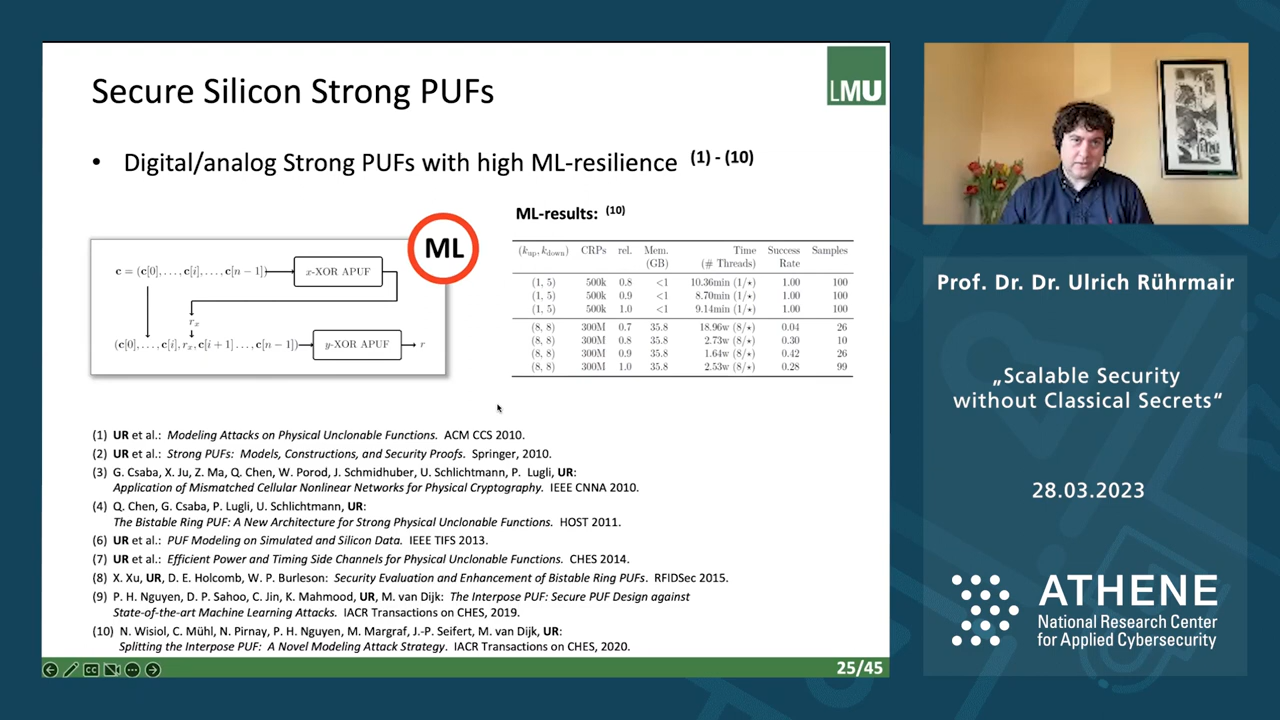 Secure Silicon Strong PUFs
LMU
• Digital/analog Strong PUFs with high ML-resilience (1) - (10)
ML
c = (c[0], . . . , c[i], . . . , c[n − 1])
x-XOR APUF
r_x
(c[0], . . . , c[i], r_x, c[i + 1] . . . , c[n − 1])
y-XOR APUF
r
ML-results: (10)
(k_up, k_down) CRPs rel. Mem. (GB) Time (# Threads) Success Rate Samples
(1, 5) 500k 0.8 <1 10.36min (1/⋆) 1.00 100
(1, 5) 500k 0.9 <1 8.70min (1/⋆) 1.00 100
(1, 5) 500k 1.0 <1 9.14min (1/⋆) 1.00 100
(8, 8) 300M 0.7 35.8 18.96w (8/⋆) 0.04 26
(8, 8) 300M 0.8 35.8 2.73w (8/⋆) 0.30 10
(8, 8) 300M 0.9 35.8 1.64w (8/⋆) 0.42 26
(8, 8) 300M 1.0 35.8 2.53w (8/⋆) 0.28 99
(1) UR et al.: Modeling Attacks on Physical Unclonable Functions. ACM CCS 2010.
(2) UR et al.: Strong PUFs: Models, Constructions, and Security Proofs. Springer, 2010.
(3) G. Csaba, X. Ju, Z. Ma, Q. Chen, W. Porod, J. Schmidhuber, U. Schlichtmann, P. Lugli, UR:
Application of Mismatched Cellular Nonlinear Networks for Physical Cryptography. IEEE CNNA 2010.
(4) Q. Chen, G. Csaba, P. Lugli, U. Schlichtmann, UR:
The Bistable Ring PUF: A New Architecture for Strong Physical Unclonable Functions. HOST 2011.
(6) UR et al.: PUF Modeling on Simulated and Silicon Data. IEEE TIFS 2013.
(7) UR et al.: Efficient Power and Timing Side Channels for Physical Unclonable Functions. CHES 2014.
(8) X. Xu, UR, D. E. Holcomb, W. P. Burleson: Security Evaluation and Enhancement of Bistable Ring PUFs. RFIDSec 2015.
(9) P. H. Nguyen, D. P. Sahoo, C. Jin, K. Mahmood, UR, M. van Dijk: The Interpose PUF: Secure PUF Design against
State-of-the-art Machine Learning Attacks. IACR Transactions on CHES, 2019.
(10) N. Wisiol, C. Mühl, N. Pirnay, P. H. Nguyen, M. Margraf, J.-P. Seifert, M. van Dijk, UR:
Splitting the Interpose PUF: A Novel Modeling Attack Strategy. IACR Transactions on CHES, 2020.
CC
25/45
Prof. Dr. Dr. Ulrich Rührmair
„Scalable Security
without Classical Secrets“
28.03.2023
ATHENE
National Research Center
for Applied Cybersecurity